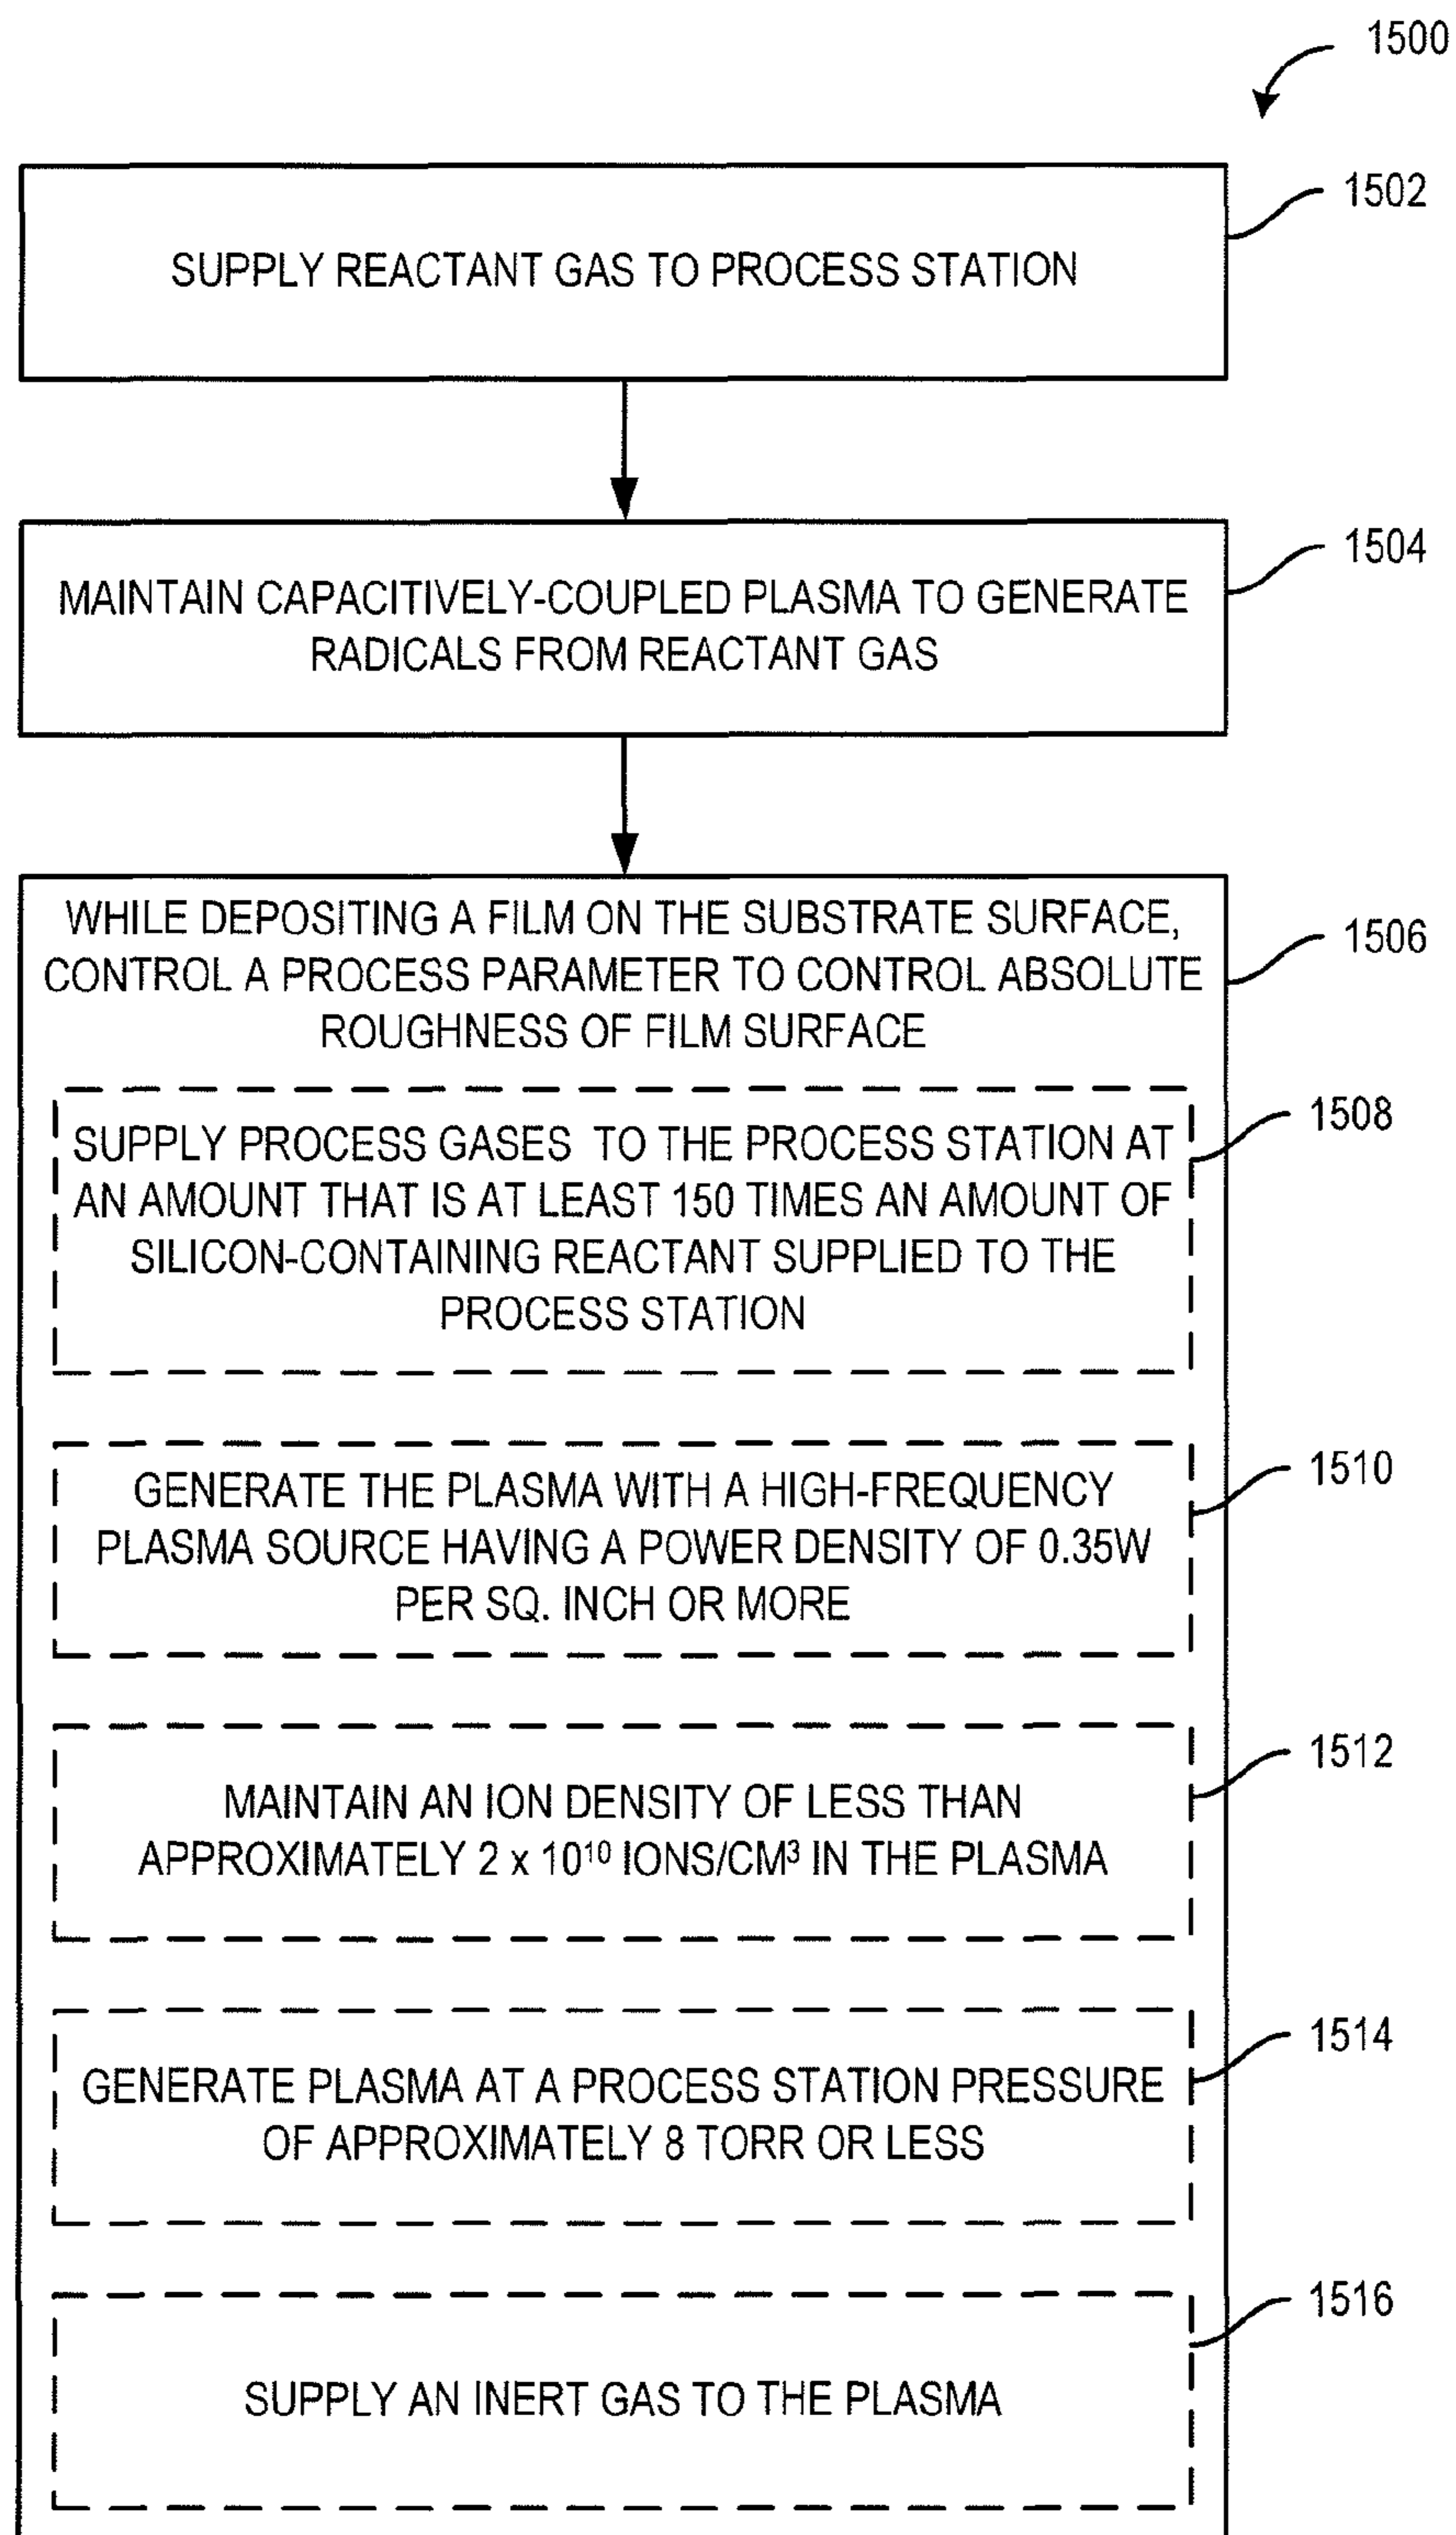 1500
1502
SUPPLY REACTANT GAS TO PROCESS STATION
1504
MAINTAIN CAPACITIVELY-COUPLED PLASMA TO GENERATE
RADICALS FROM REACTANT GAS
1506
WHILE DEPOSITING A FILM ON THE SUBSTRATE SURFACE,
CONTROL A PROCESS PARAMETER TO CONTROL ABSOLUTE
ROUGHNESS OF FILM SURFACE
1508
SUPPLY PROCESS GASES TO THE PROCESS STATION AT
AN AMOUNT THAT IS AT LEAST 150 TIMES AN AMOUNT OF
SILICON-CONTAINING REACTANT SUPPLIED TO THE
PROCESS STATION
1510
GENERATE THE PLASMA WITH A HIGH-FREQUENCY
PLASMA SOURCE HAVING A POWER DENSITY OF 0.35W
PER SQ. INCH OR MORE
1512
MAINTAIN AN ION DENSITY OF LESS THAN
APPROXIMATELY 2 x 10¹⁰ IONS/CM³ IN THE PLASMA
1514
GENERATE PLASMA AT A PROCESS STATION PRESSURE
OF APPROXIMATELY 8 TORR OR LESS
1516
SUPPLY AN INERT GAS TO THE PLASMA